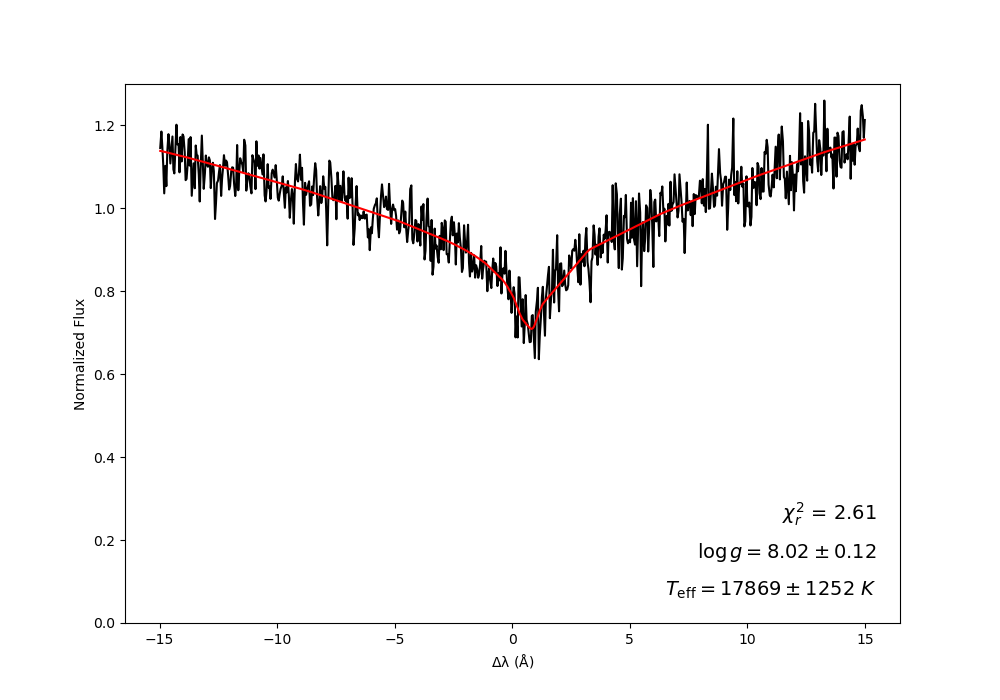 1.2
1.0
0.8
0.6
0.4
0.2
0.0
Normalized Flux
χ²ᵣ = 2.61
log g = 8.02 ± 0.12
T_eff = 17869 ± 1252 K
−15 −10 −5 0 5 10 15
Δλ (Å)